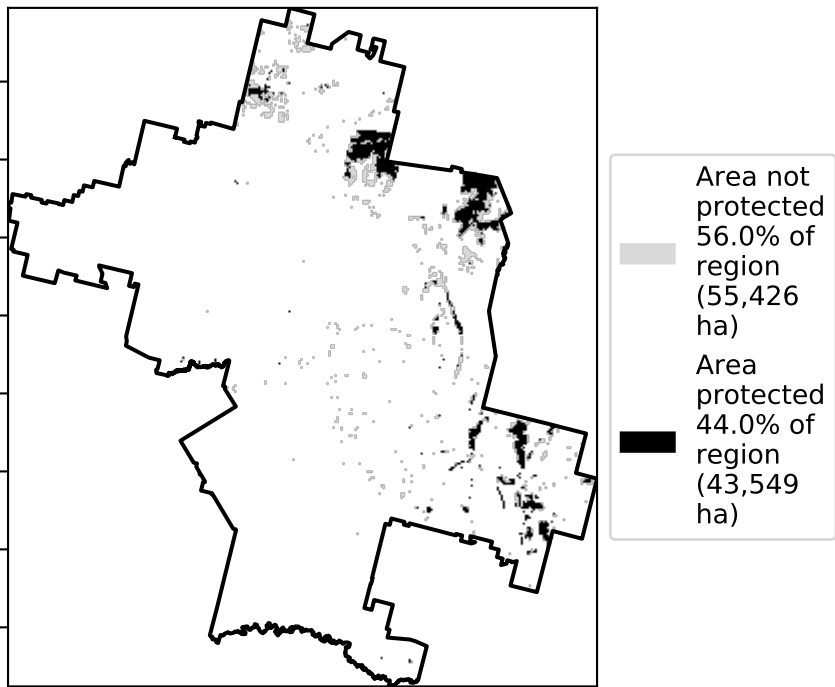 Area not
protected
56.0% of
region
(55,426
ha)
Area
protected
44.0% of
region
(43,549
ha)